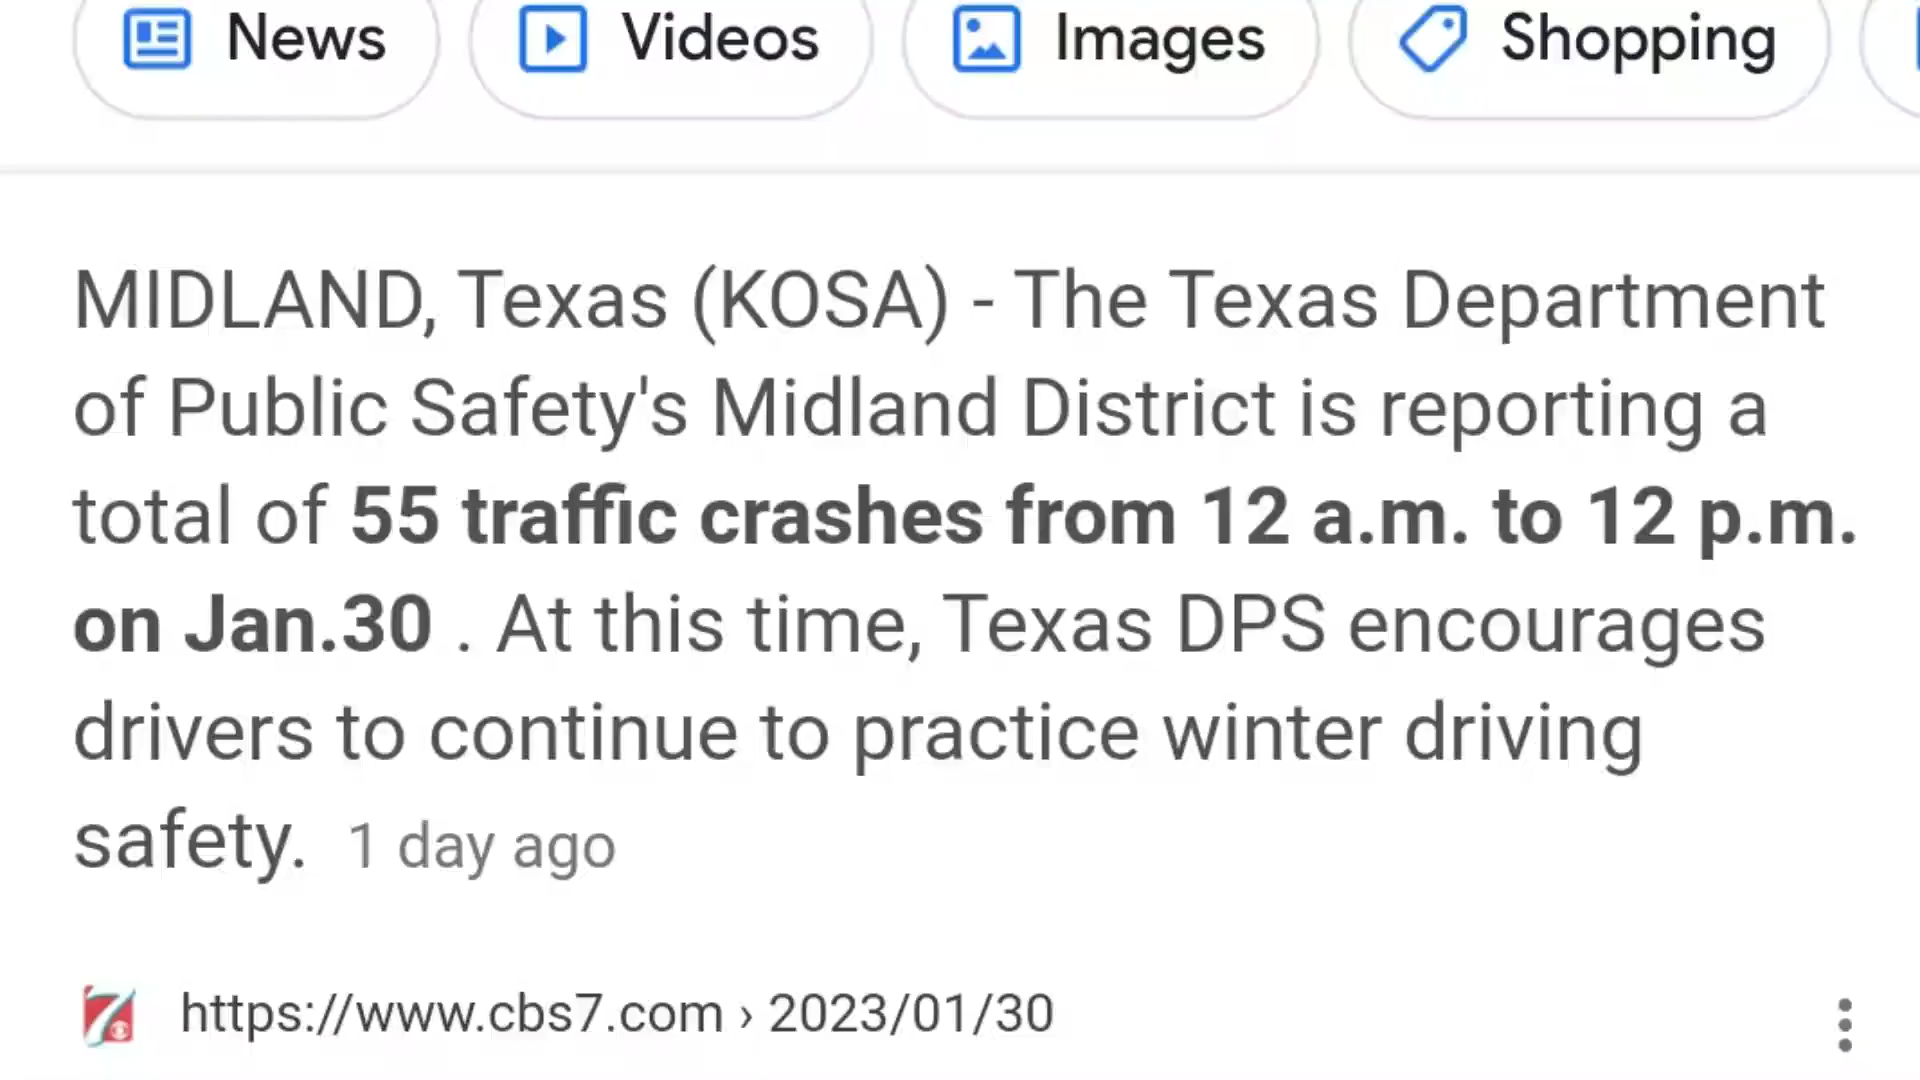 News Videos Images Shopping
MIDLAND, Texas (KOSA) - The Texas Department
of Public Safety's Midland District is reporting a
total of 55 traffic crashes from 12 a.m. to 12 p.m.
on Jan.30 . At this time, Texas DPS encourages
drivers to continue to practice winter driving
safety. 1 day ago
7
https://www.cbs7.com › 2023/01/30